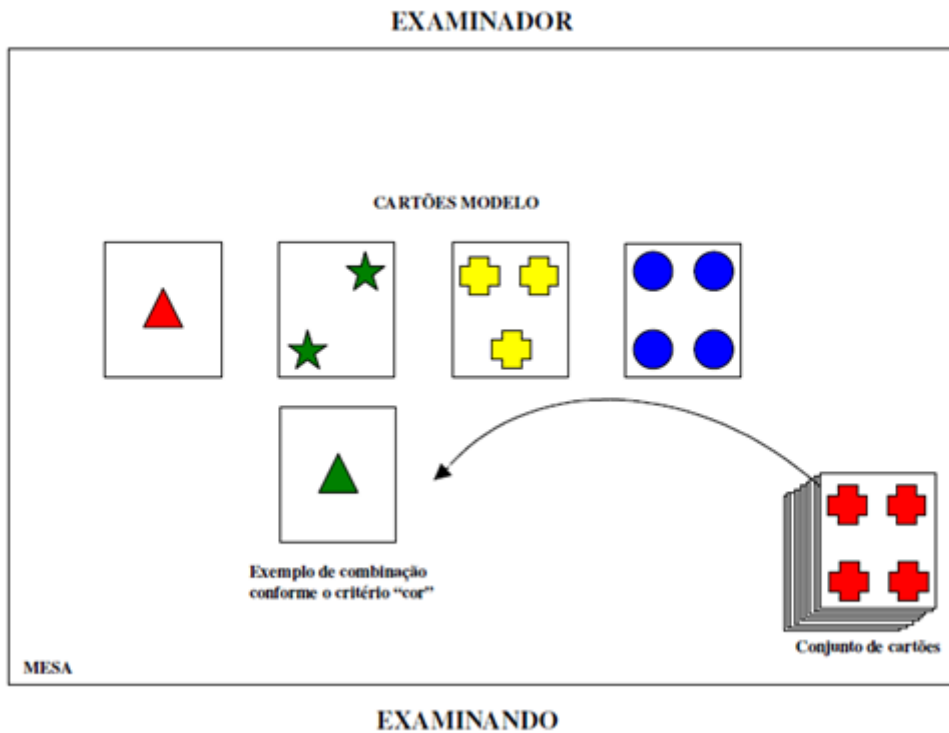 EXAMINADOR
CARTÕES MODELO
Exemplo de combinação
conforme o critério “cor”
Conjunto de cartões
MESA
EXAMINANDO